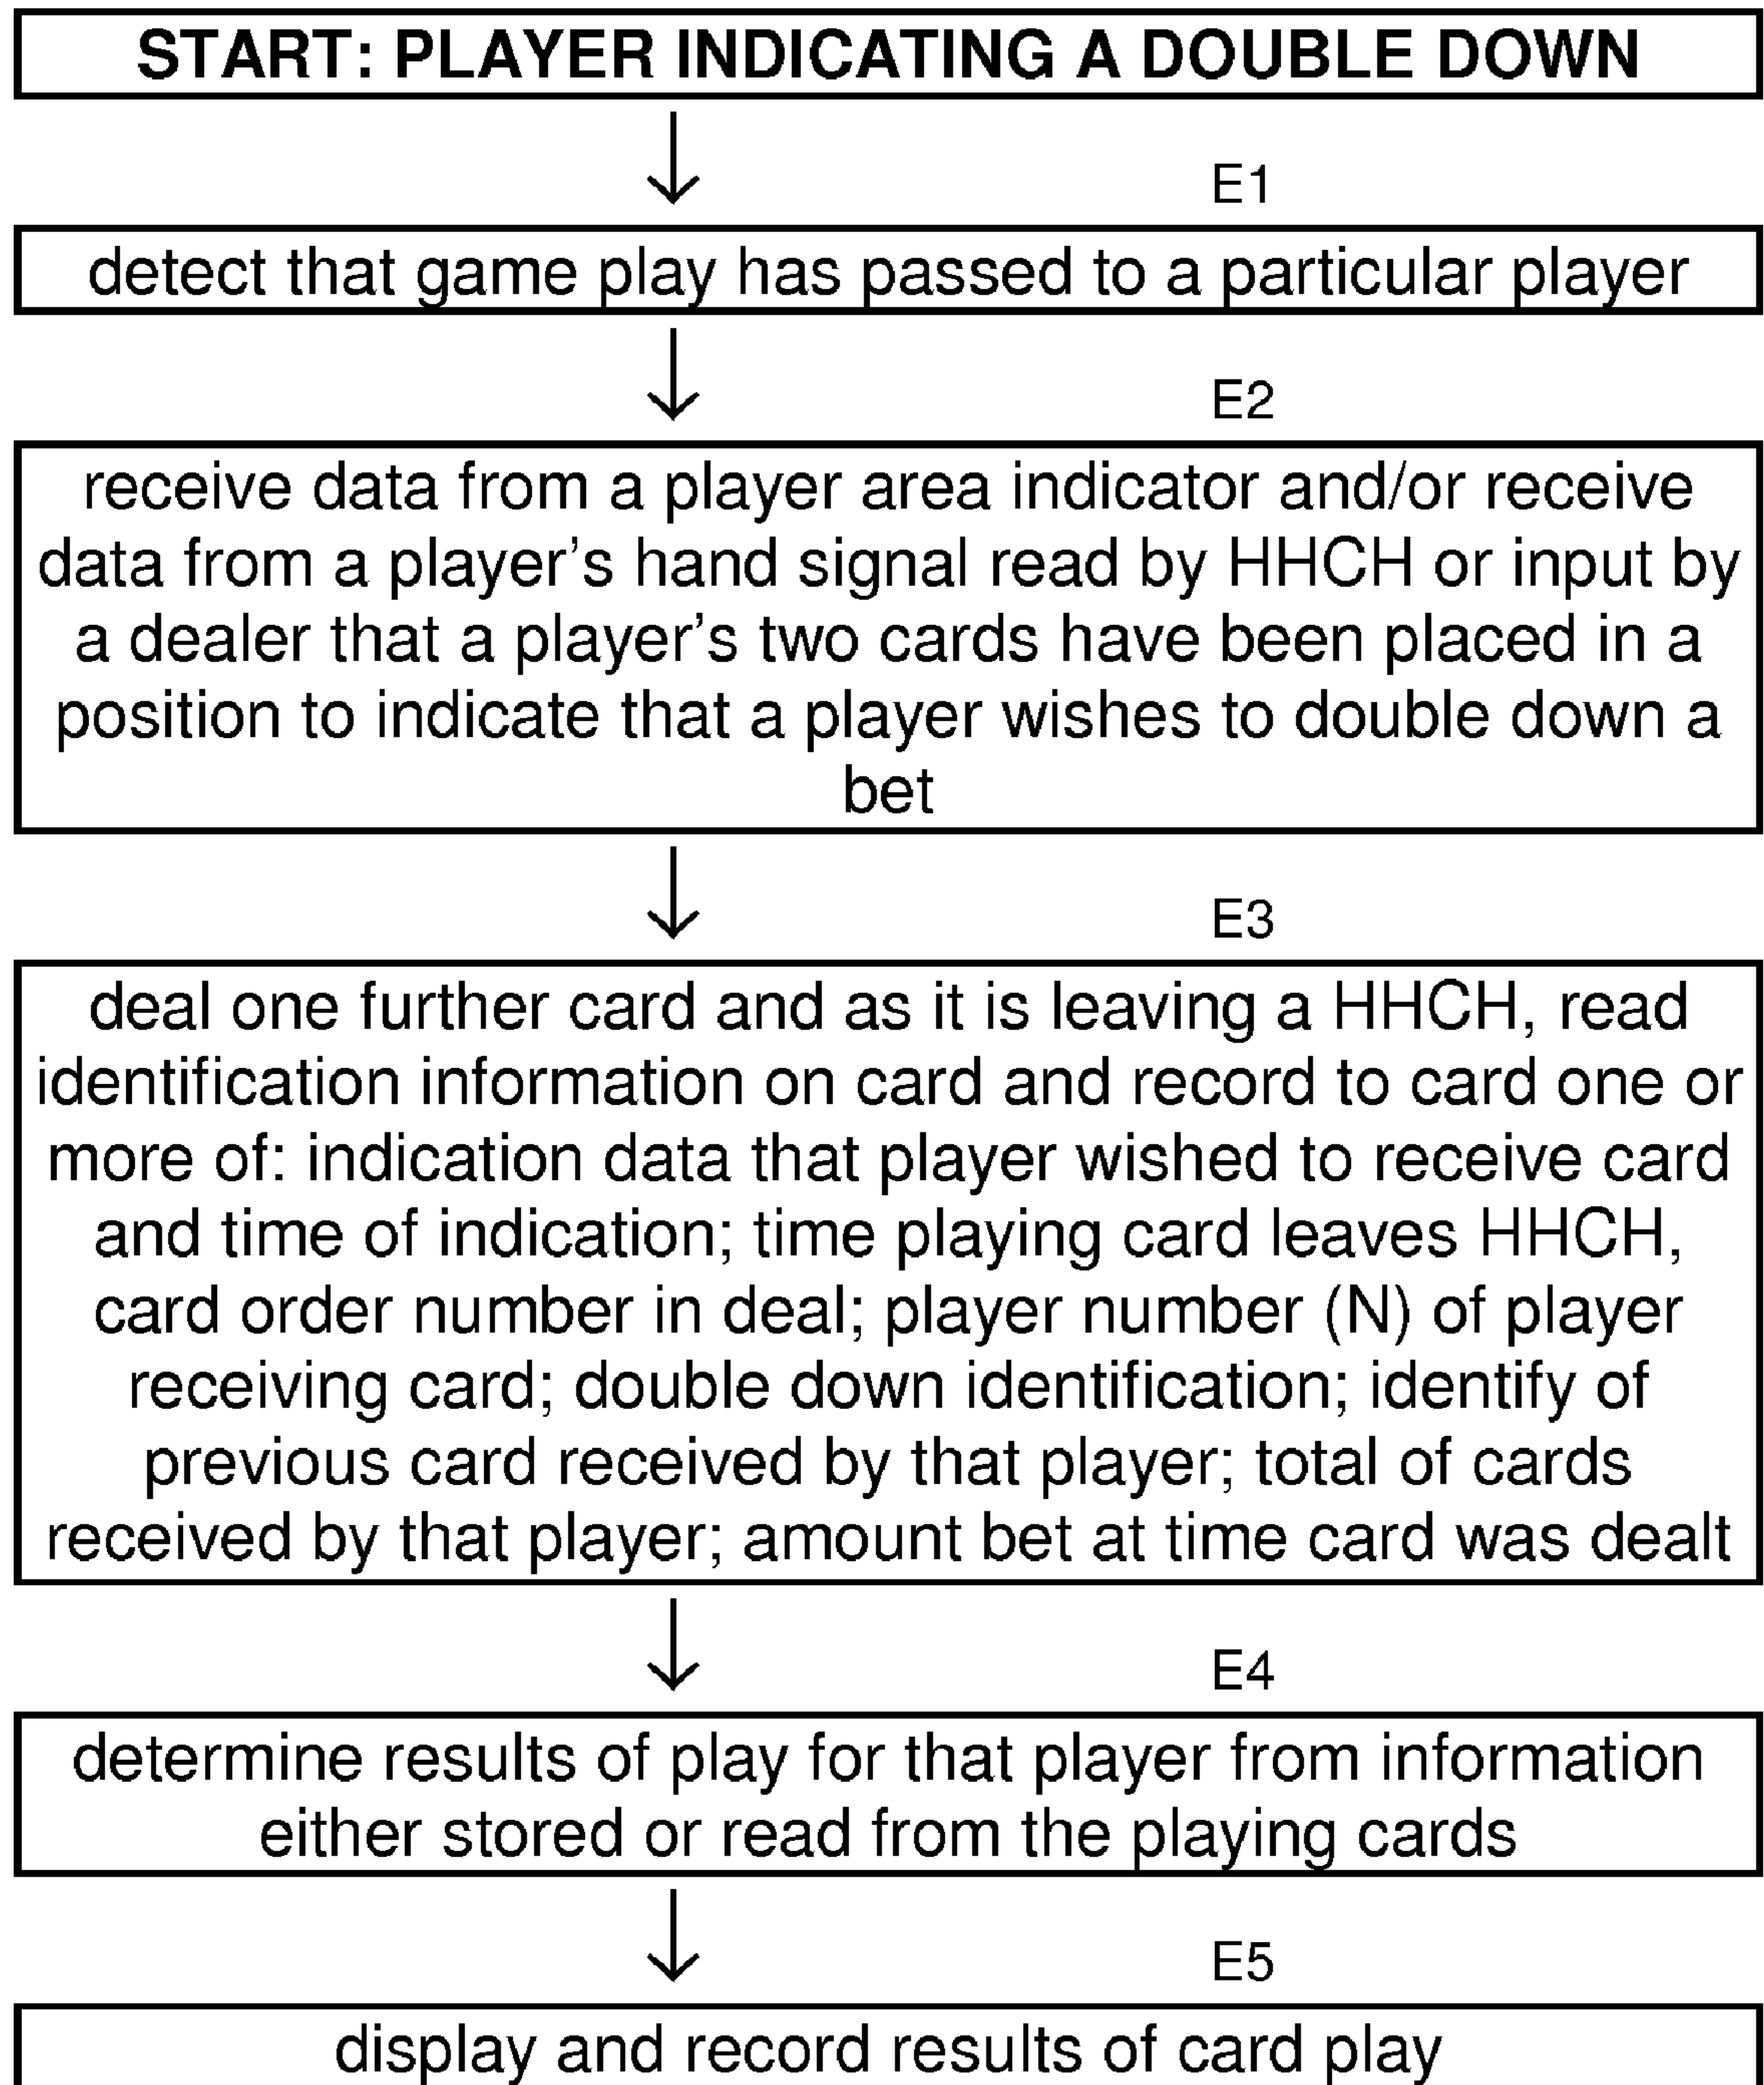 START: PLAYER INDICATING A DOUBLE DOWN
E1
detect that game play has passed to a particular player
E2
receive data from a player area indicator and/or receive
data from a player's hand signal read by HHCH or input by
a dealer that a player's two cards have been placed in a
position to indicate that a player wishes to double down a
bet
E3
deal one further card and as it is leaving a HHCH, read
identification information on card and record to card one or
more of: indication data that player wished to receive card
and time of indication; time playing card leaves HHCH,
card order number in deal; player number (N) of player
receiving card; double down identification; identify of
previous card received by that player; total of cards
received by that player; amount bet at time card was dealt
E4
determine results of play for that player from information
either stored or read from the playing cards
E5
display and record results of card play